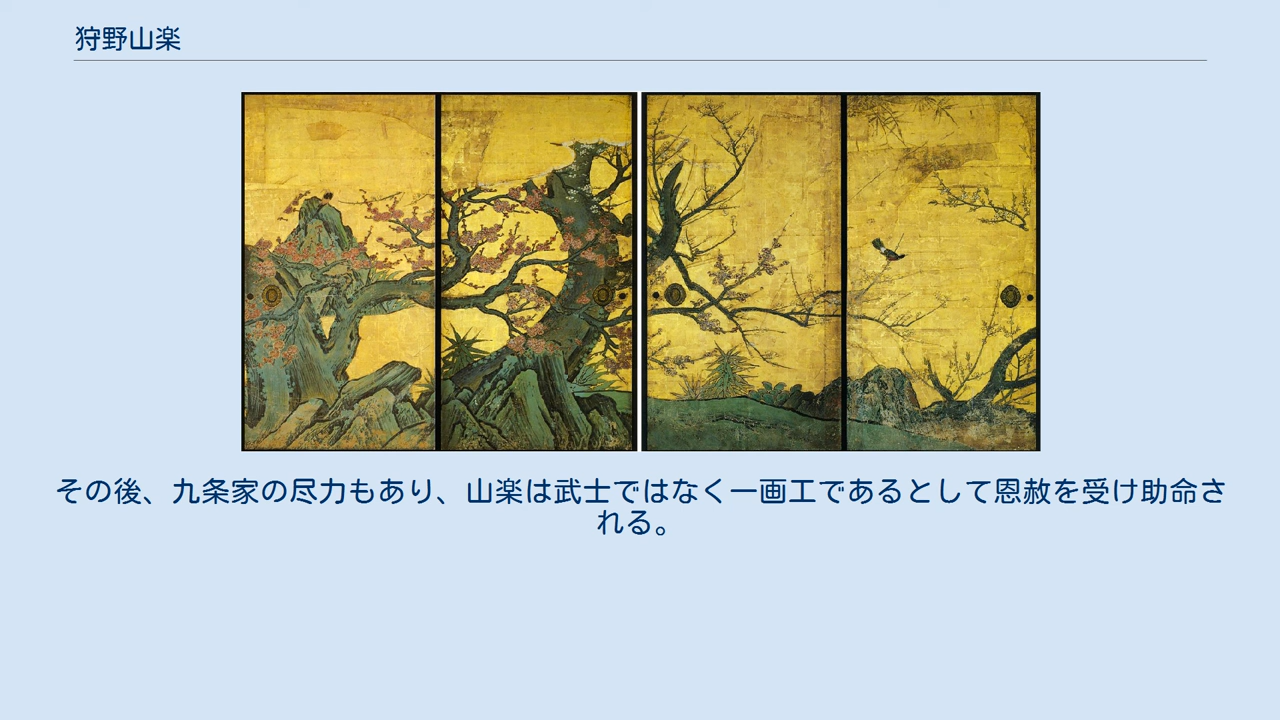 狩野山楽
その後、九条家の尽力もあり、山楽は武士ではなく一画工であるとして恩赦を受け助命さ
れる。